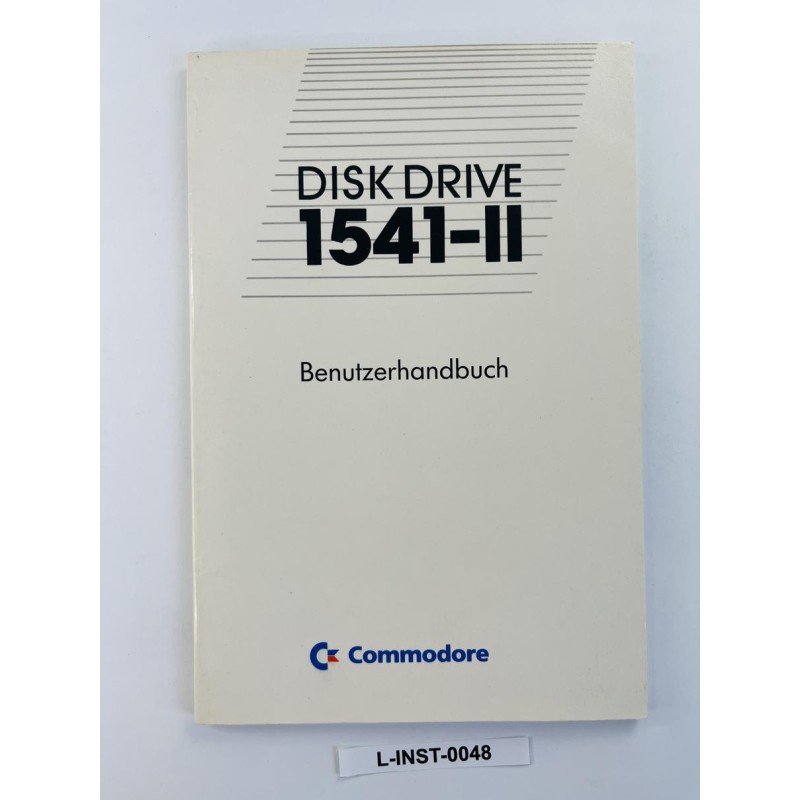 DISK DRIVE
1541-II
Benutzerhandbuch
Commodore
L-INST-0048